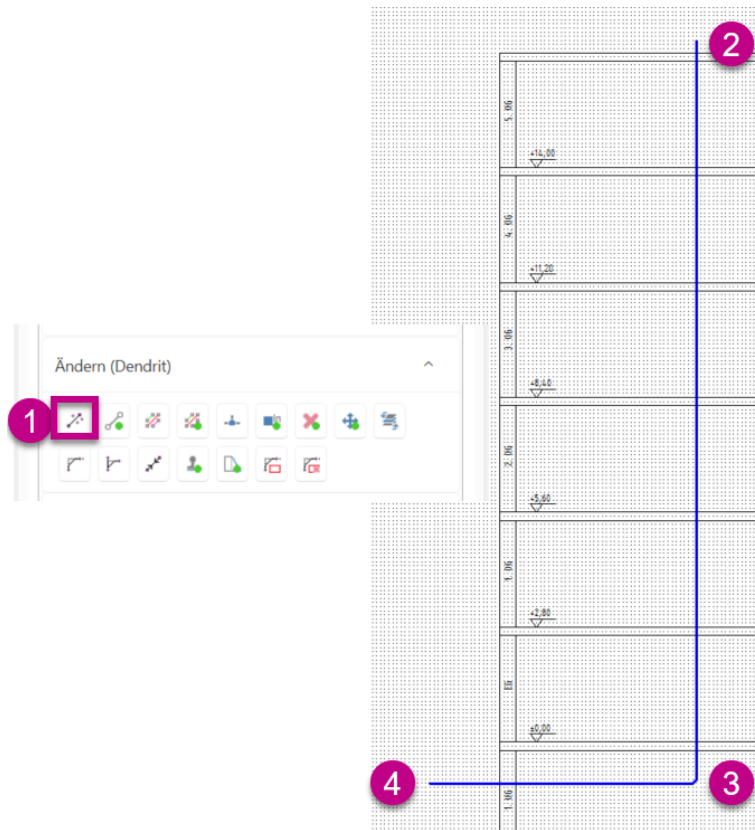 2
5. OG
+14,00
4. OG
+11,20
3. OG
+8,40
Ändern (Dendrit)
1
2. OG
+5,60
1. OG
+2,80
EG
±0,00
4
3
1. UG